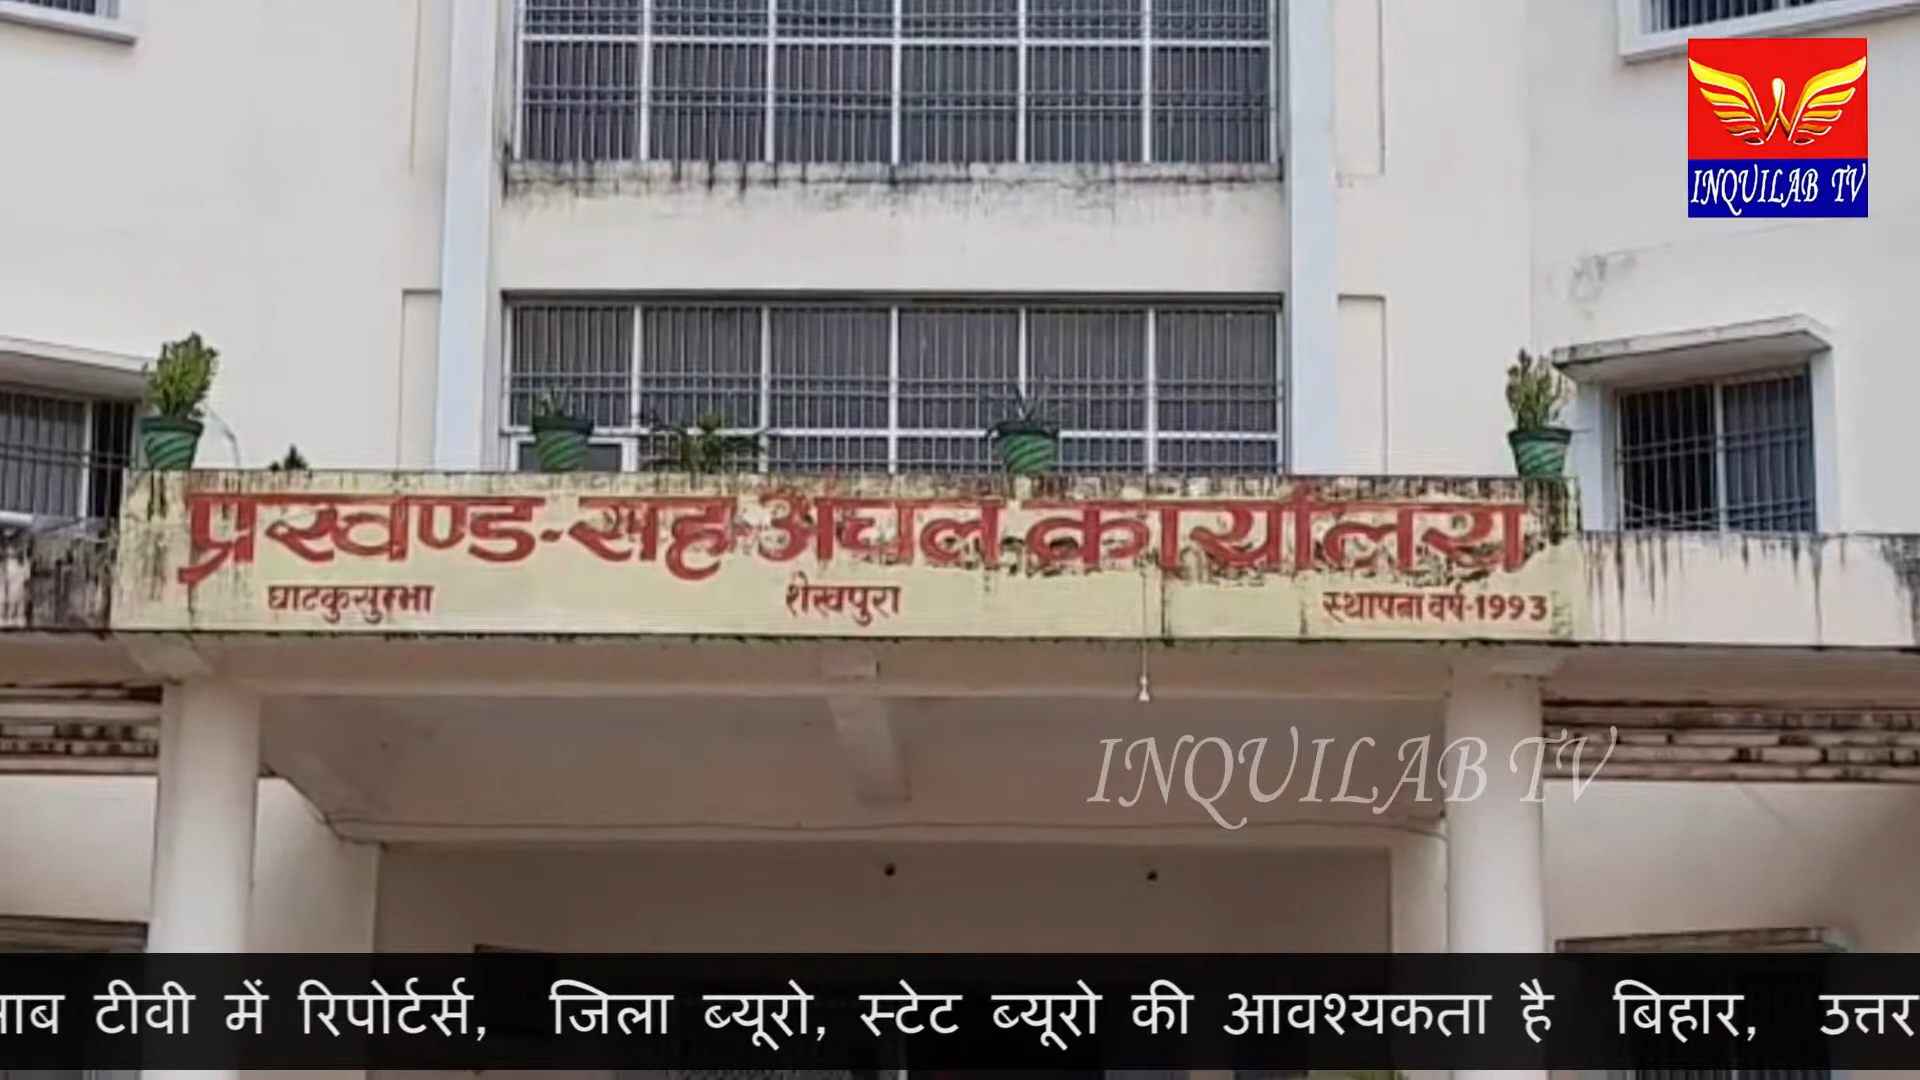 INQUILAB TV
प्रखण्ड-सह-अंचल कार्यालय
घाटकुसुम्भा शेखपुरा स्थापना वर्ष-1993
INQUILAB TV
टीवी में रिपोर्टर्स, जिला ब्यूरो, स्टेट ब्यूरो की आवश्यकता है बिहार, उत्तर